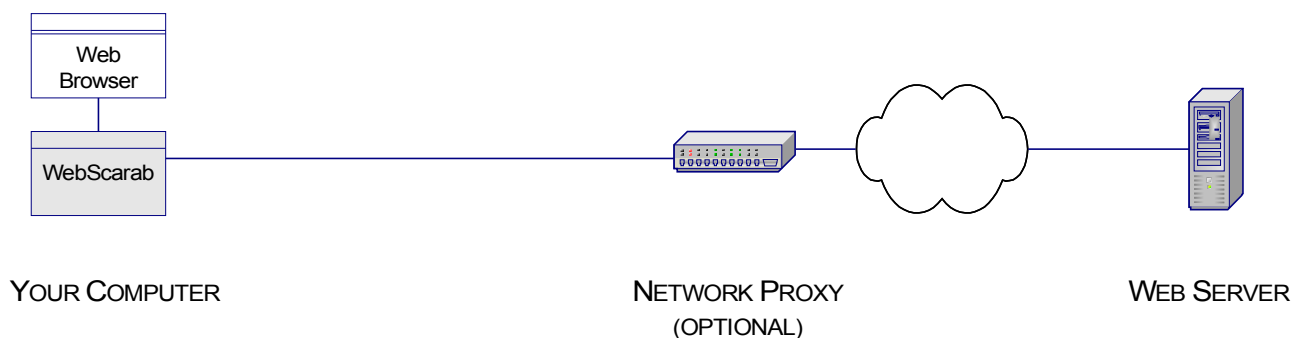 Web
Browser
WebScarab
YOUR COMPUTER
NETWORK PROXY
(OPTIONAL)
WEB SERVER